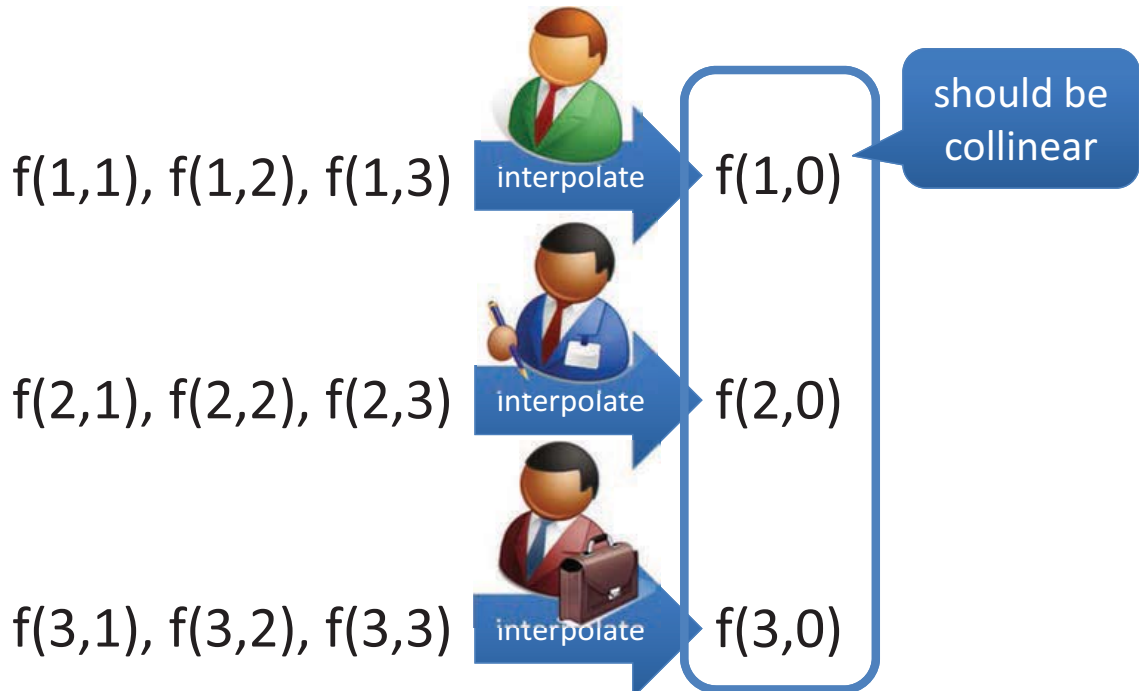 should be
collinear
f(1,1), f(1,2), f(1,3) interpolate f(1,0)
f(2,1), f(2,2), f(2,3) interpolate f(2,0)
f(3,1), f(3,2), f(3,3) interpolate f(3,0)